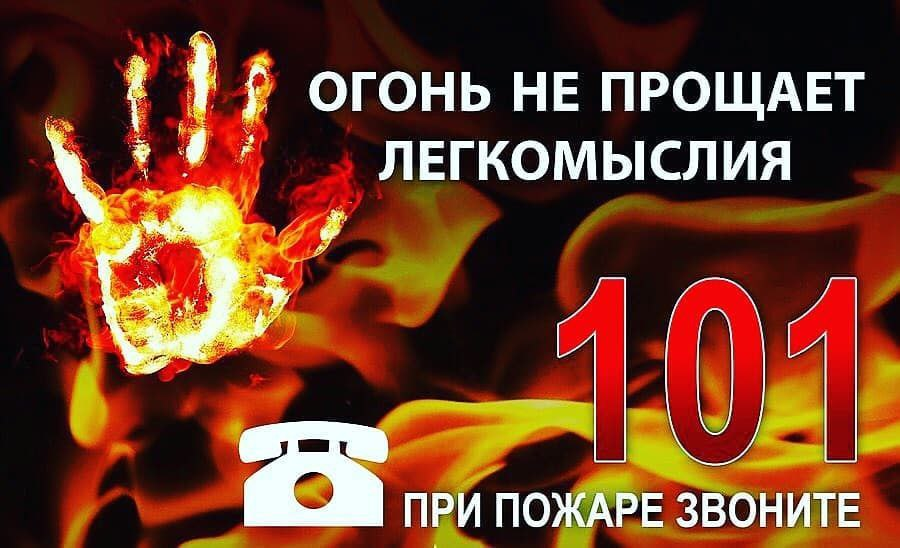 ОГОНЬ НЕ ПРОЩАЕТ
ЛЕГКОМЫСЛИЯ
101
ПРИ ПОЖАРЕ ЗВОНИТЕ